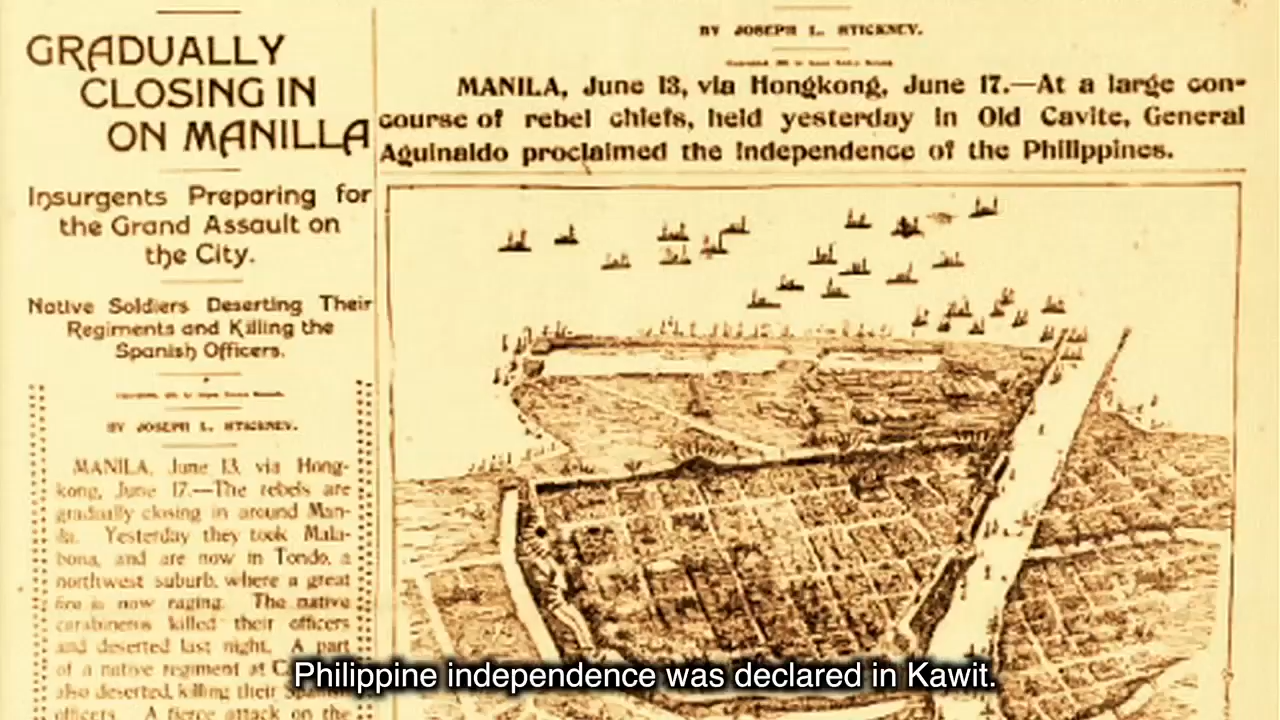 GRADUALLY
CLOSING IN
ON MANILLA
Insurgents Preparing for
the Grand Assault on
the City.
Native Soldiers Deserting Their
Regiments and Killing the
Spanish Officers.
BY JOSEPH L. STICKNEY.
MANILA, June 13, via Hong-
kong, June 17.—The rebels are
gradually closing in around Man-
ila. Yesterday they took Mala-
bona, and are now in Tondo, a
northwest suburb, where a great
fire is now raging. The native
carabineros killed their officers
and deserted last night. A part
of a native regiment at
also deserted, killing their
officers. A fierce attack on the
BY JOSEPH L. STICKNEY.
MANILA, June 13, via Hongkong, June 17.—At a large con-
course of rebel chiefs, held yesterday in Old Cavite, General
Aguinaldo proclaimed the independence of the Philippines.
Philippine independence was declared in Kawit.